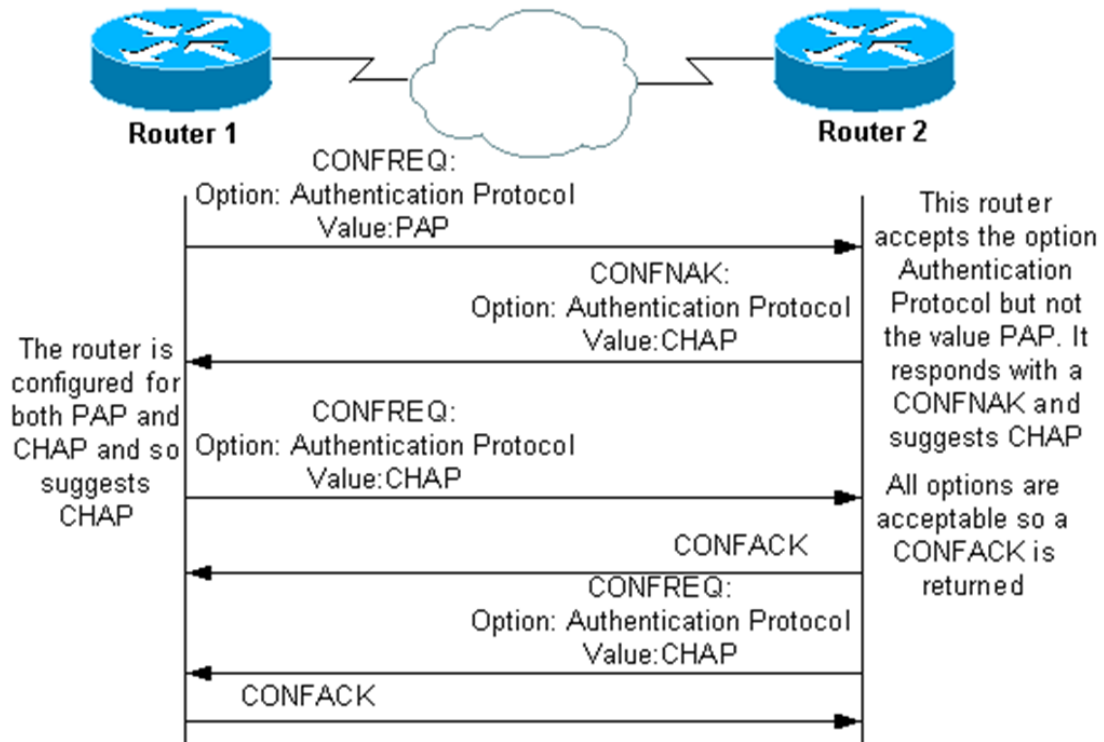 Router 1
Router 2
CONFREQ:
Option: Authentication Protocol
Value:PAP
This router
accepts the option
Authentication
Protocol but not
the value PAP. It
responds with a
CONFNAK and
suggests CHAP
CONFNAK:
Option: Authentication Protocol
Value:CHAP
The router is
configured for
both PAP and
CHAP and so
suggests
CHAP
CONFREQ:
Option: Authentication Protocol
Value:CHAP
All options are
acceptable so a
CONFACK is
returned
CONFACK
CONFREQ:
Option: Authentication Protocol
Value:CHAP
CONFACK